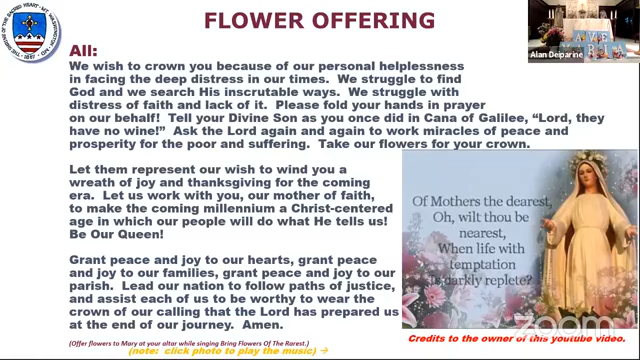 FLOWER OFFERING
All:
We wish to crown you because of our personal helplessness
in facing the deep distress in our times. We struggle to find
God and we search His inscrutable ways. We struggle with
distress of faith and lack of it. Please fold your hands in prayer
on our behalf! Tell your Divine Son as you once did in Cana of Galilee, “Lord, they
have no wine!” Ask the Lord again and again to work miracles of peace and
prosperity for the poor and suffering. Take our flowers for your crown.
Let them represent our wish to wind you a
wreath of joy and thanksgiving for the coming
era. Let us work with you, our mother of faith,
to make the coming millennium a Christ-centered
age in which our people will do what He tells us!
Be Our Queen!
Grant peace and joy to our hearts, grant peace
and joy to our families, grant peace and joy to our
parish. Lead our nation to follow paths of justice,
and assist each of us to be worthy to wear the
crown of our calling that the Lord has prepared us
at the end of our journey. Amen.
(Offer flowers to Mary at your altar while singing Bring Flowers Of The Rarest.)
(note: click photo to play the music) →
Of Mothers the dearest,
Oh, wilt thou be
nearest,
When life with
temptation
Is darkly replete?
Credits to the owner of this youtube video.
zoom
Alan Deiparine
AVE
1867